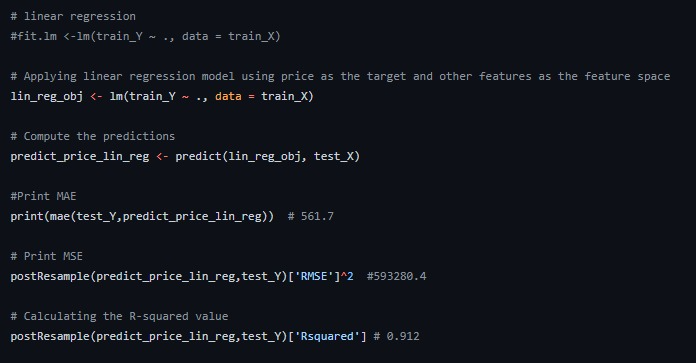 # linear regression
#fit.lm <-lm(train_Y ~ ., data = train_X)
# Applying linear regression model using price as the target and other features as the feature space
lin_reg_obj <- lm(train_Y ~ ., data = train_X)
# Compute the predictions
predict_price_lin_reg <- predict(lin_reg_obj, test_X)
#Print MAE
print(mae(test_Y,predict_price_lin_reg))  # 561.7
# Print MSE
postResample(predict_price_lin_reg,test_Y)['RMSE']^2  #593280.4
# Calculating the R-squared value
postResample(predict_price_lin_reg,test_Y)['Rsquared'] # 0.912